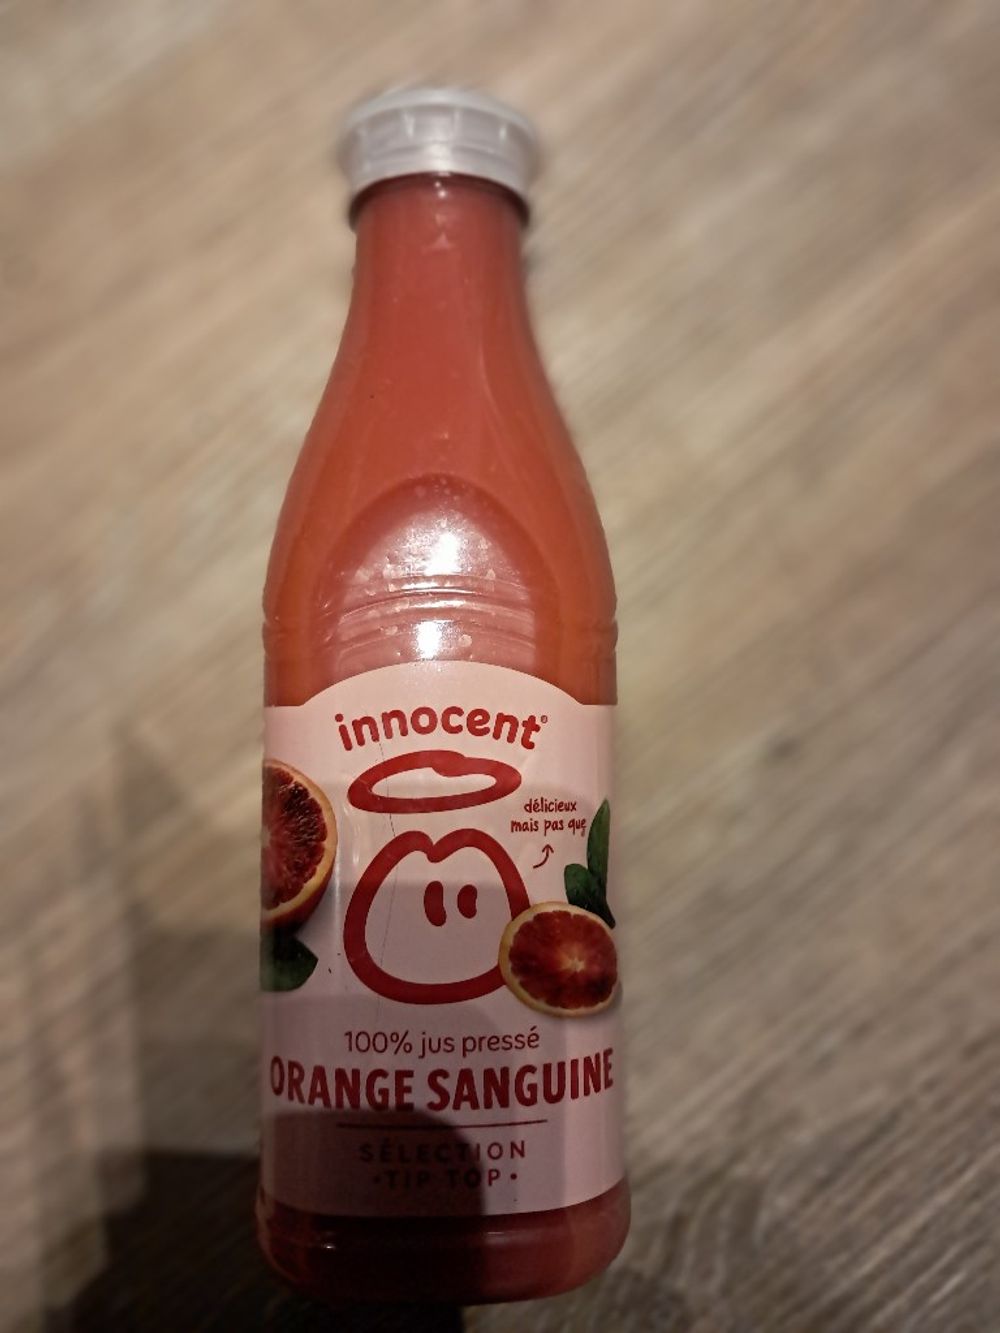 innocent®
délicieux
mais pas que
100% jus pressé
ORANGE SANGUINE
SÉLECTION
•TIP TOP•